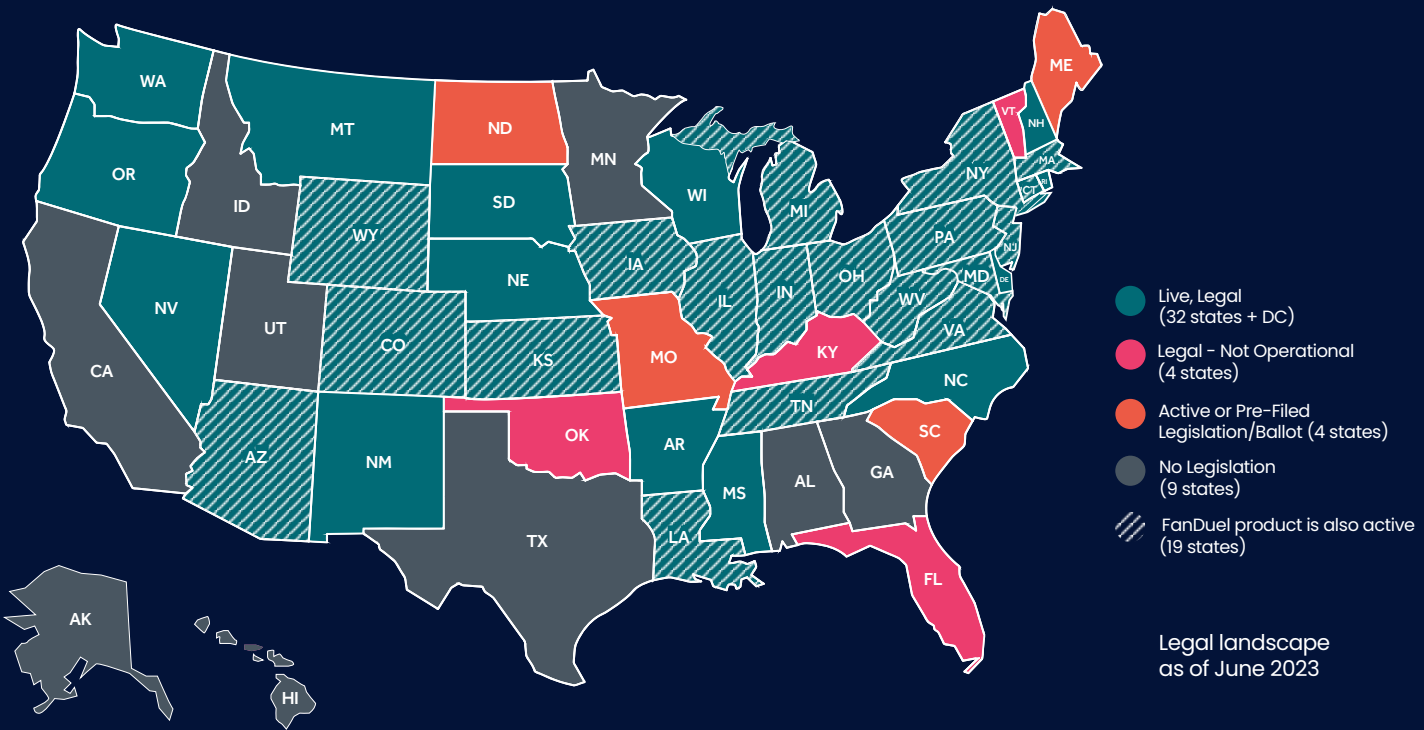 WA
MT
ND
MN
ME
VT
NH
OR
ID
SD
WI
NY
MA
CT
RI
WY
MI
IA
PA
NJ
NE
OH
MD
DE
NV
IL
IN
WV
UT
CO
KS
MO
KY
VA
CA
NC
TN
AZ
NM
OK
AR
SC
MS
AL
GA
TX
LA
FL
AK
HI
Live, Legal
(32 states + DC)
Legal - Not Operational
(4 states)
Active or Pre-Filed
Legislation/Ballot (4 states)
No Legislation
(9 states)
FanDuel product is also active
(19 states)
Legal landscape
as of June 2023